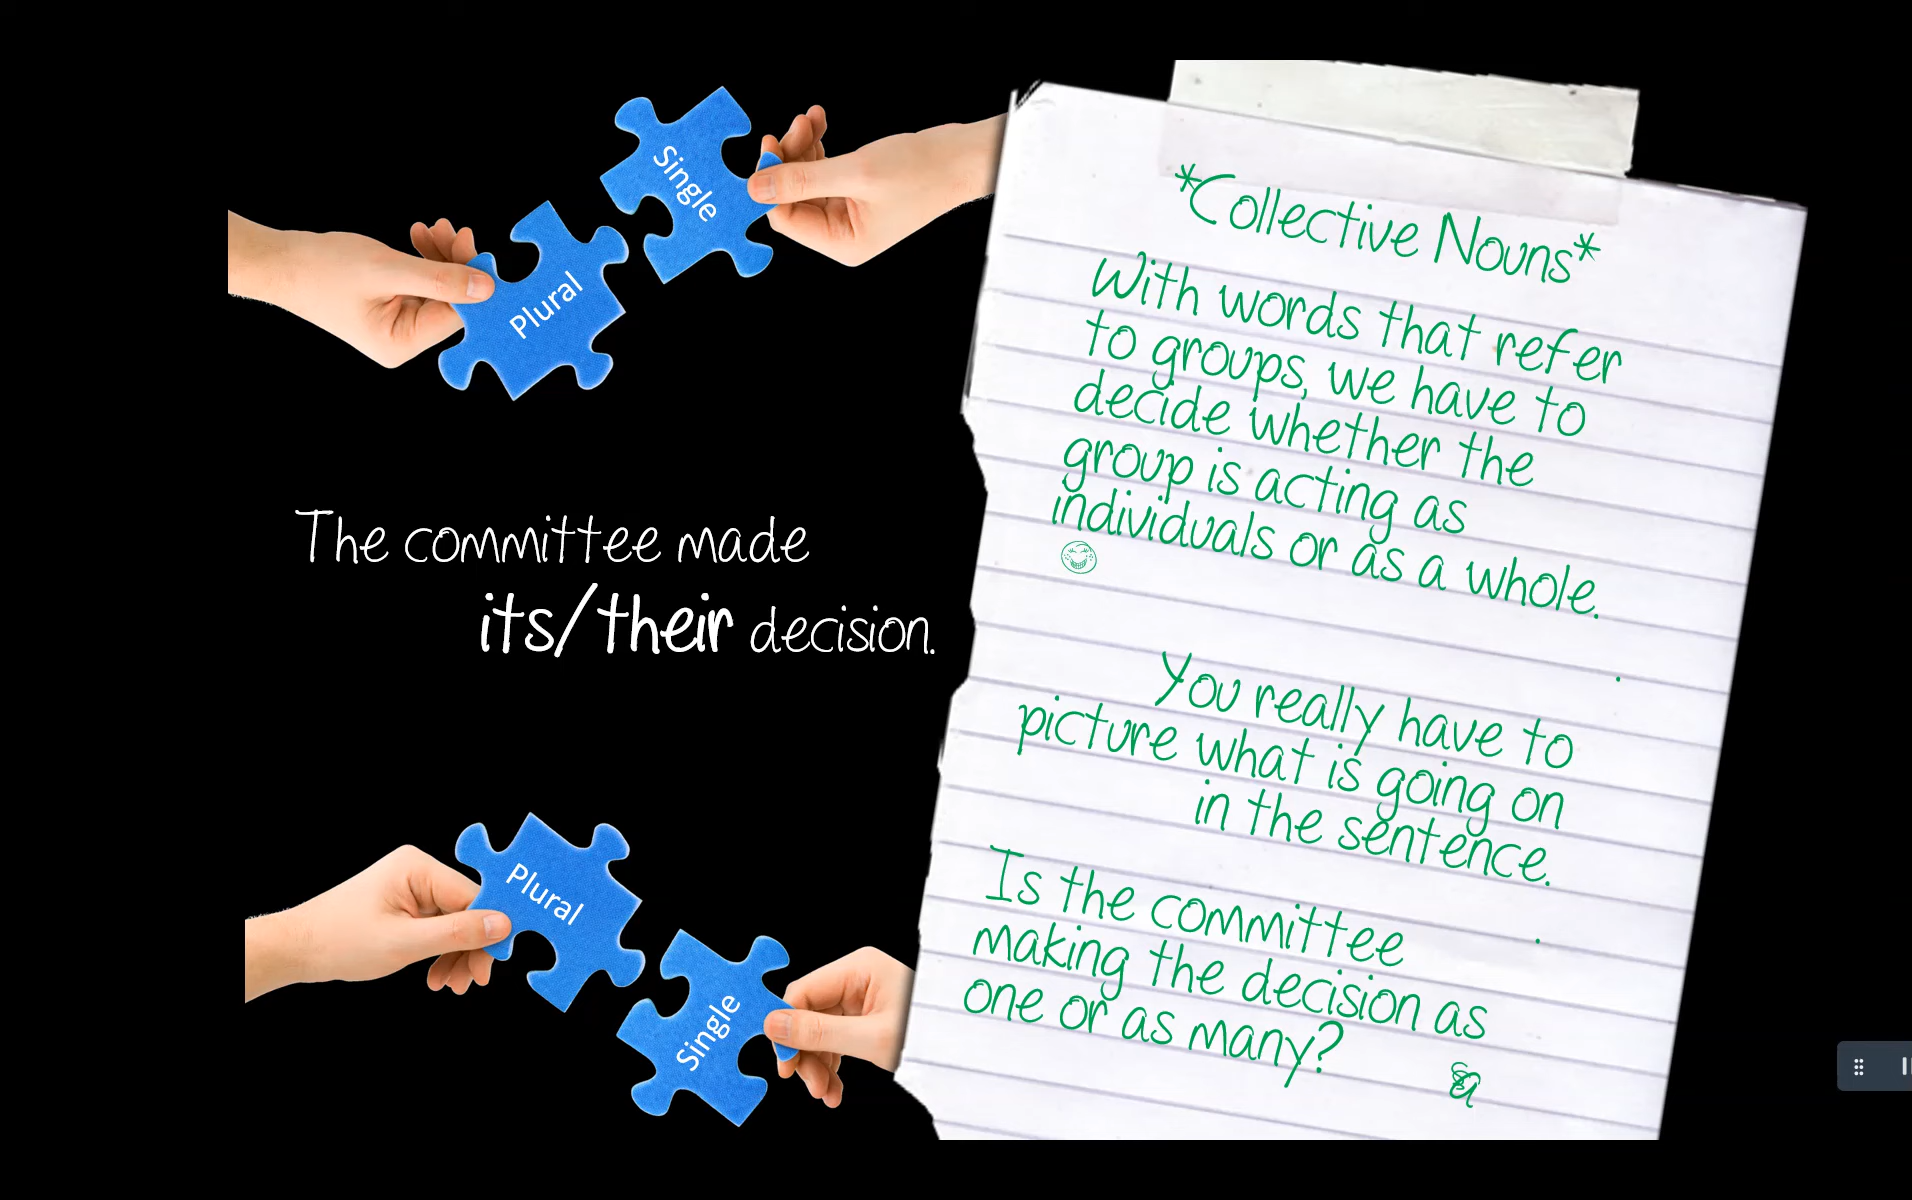 Single
Plural
The committee made
its/their decision.
Plural
Single
*Collective Nouns*
With words that refer
to groups, we have to
decide whether the
group is acting as
individuals or as a whole.
You really have to
picture what is going on
in the sentence.
Is the committee
making the decision as
one or as many?